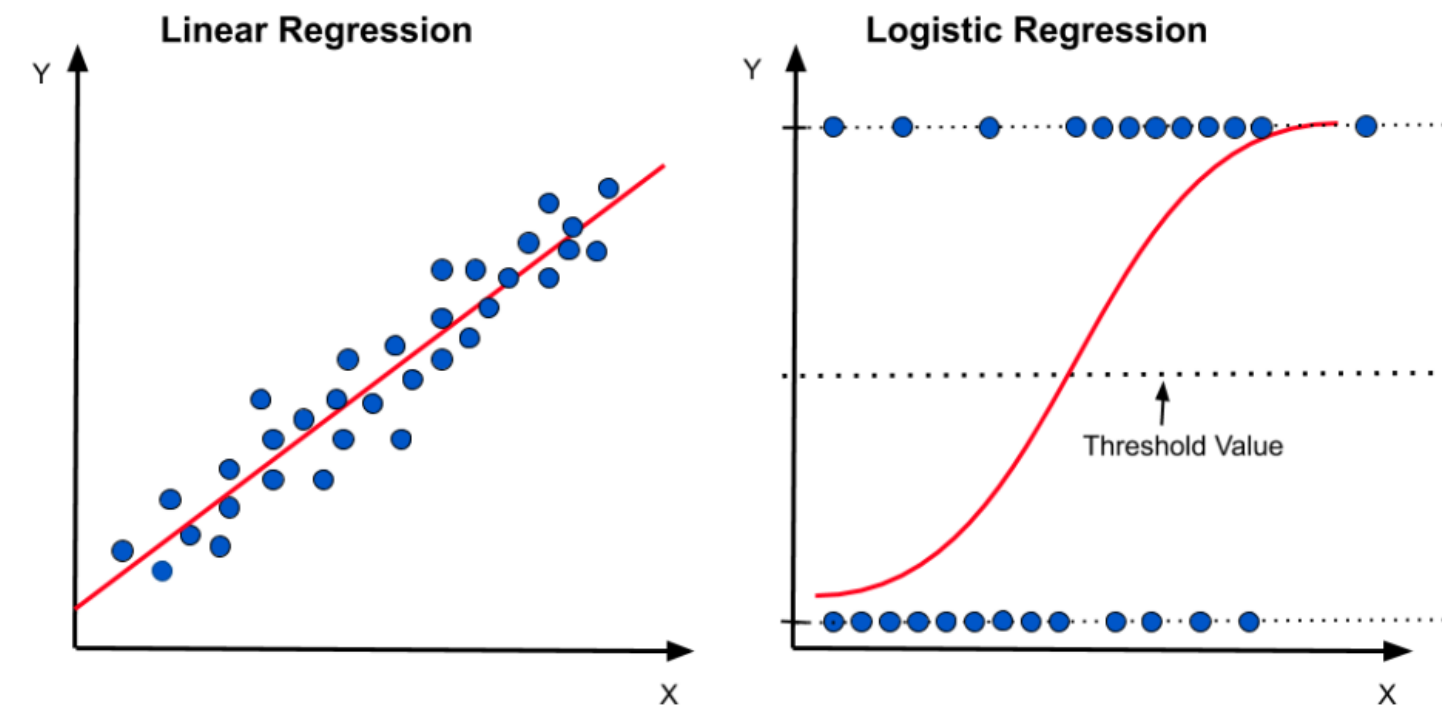 Linear Regression
Y
X
Logistic Regression
Y
Threshold Value
X